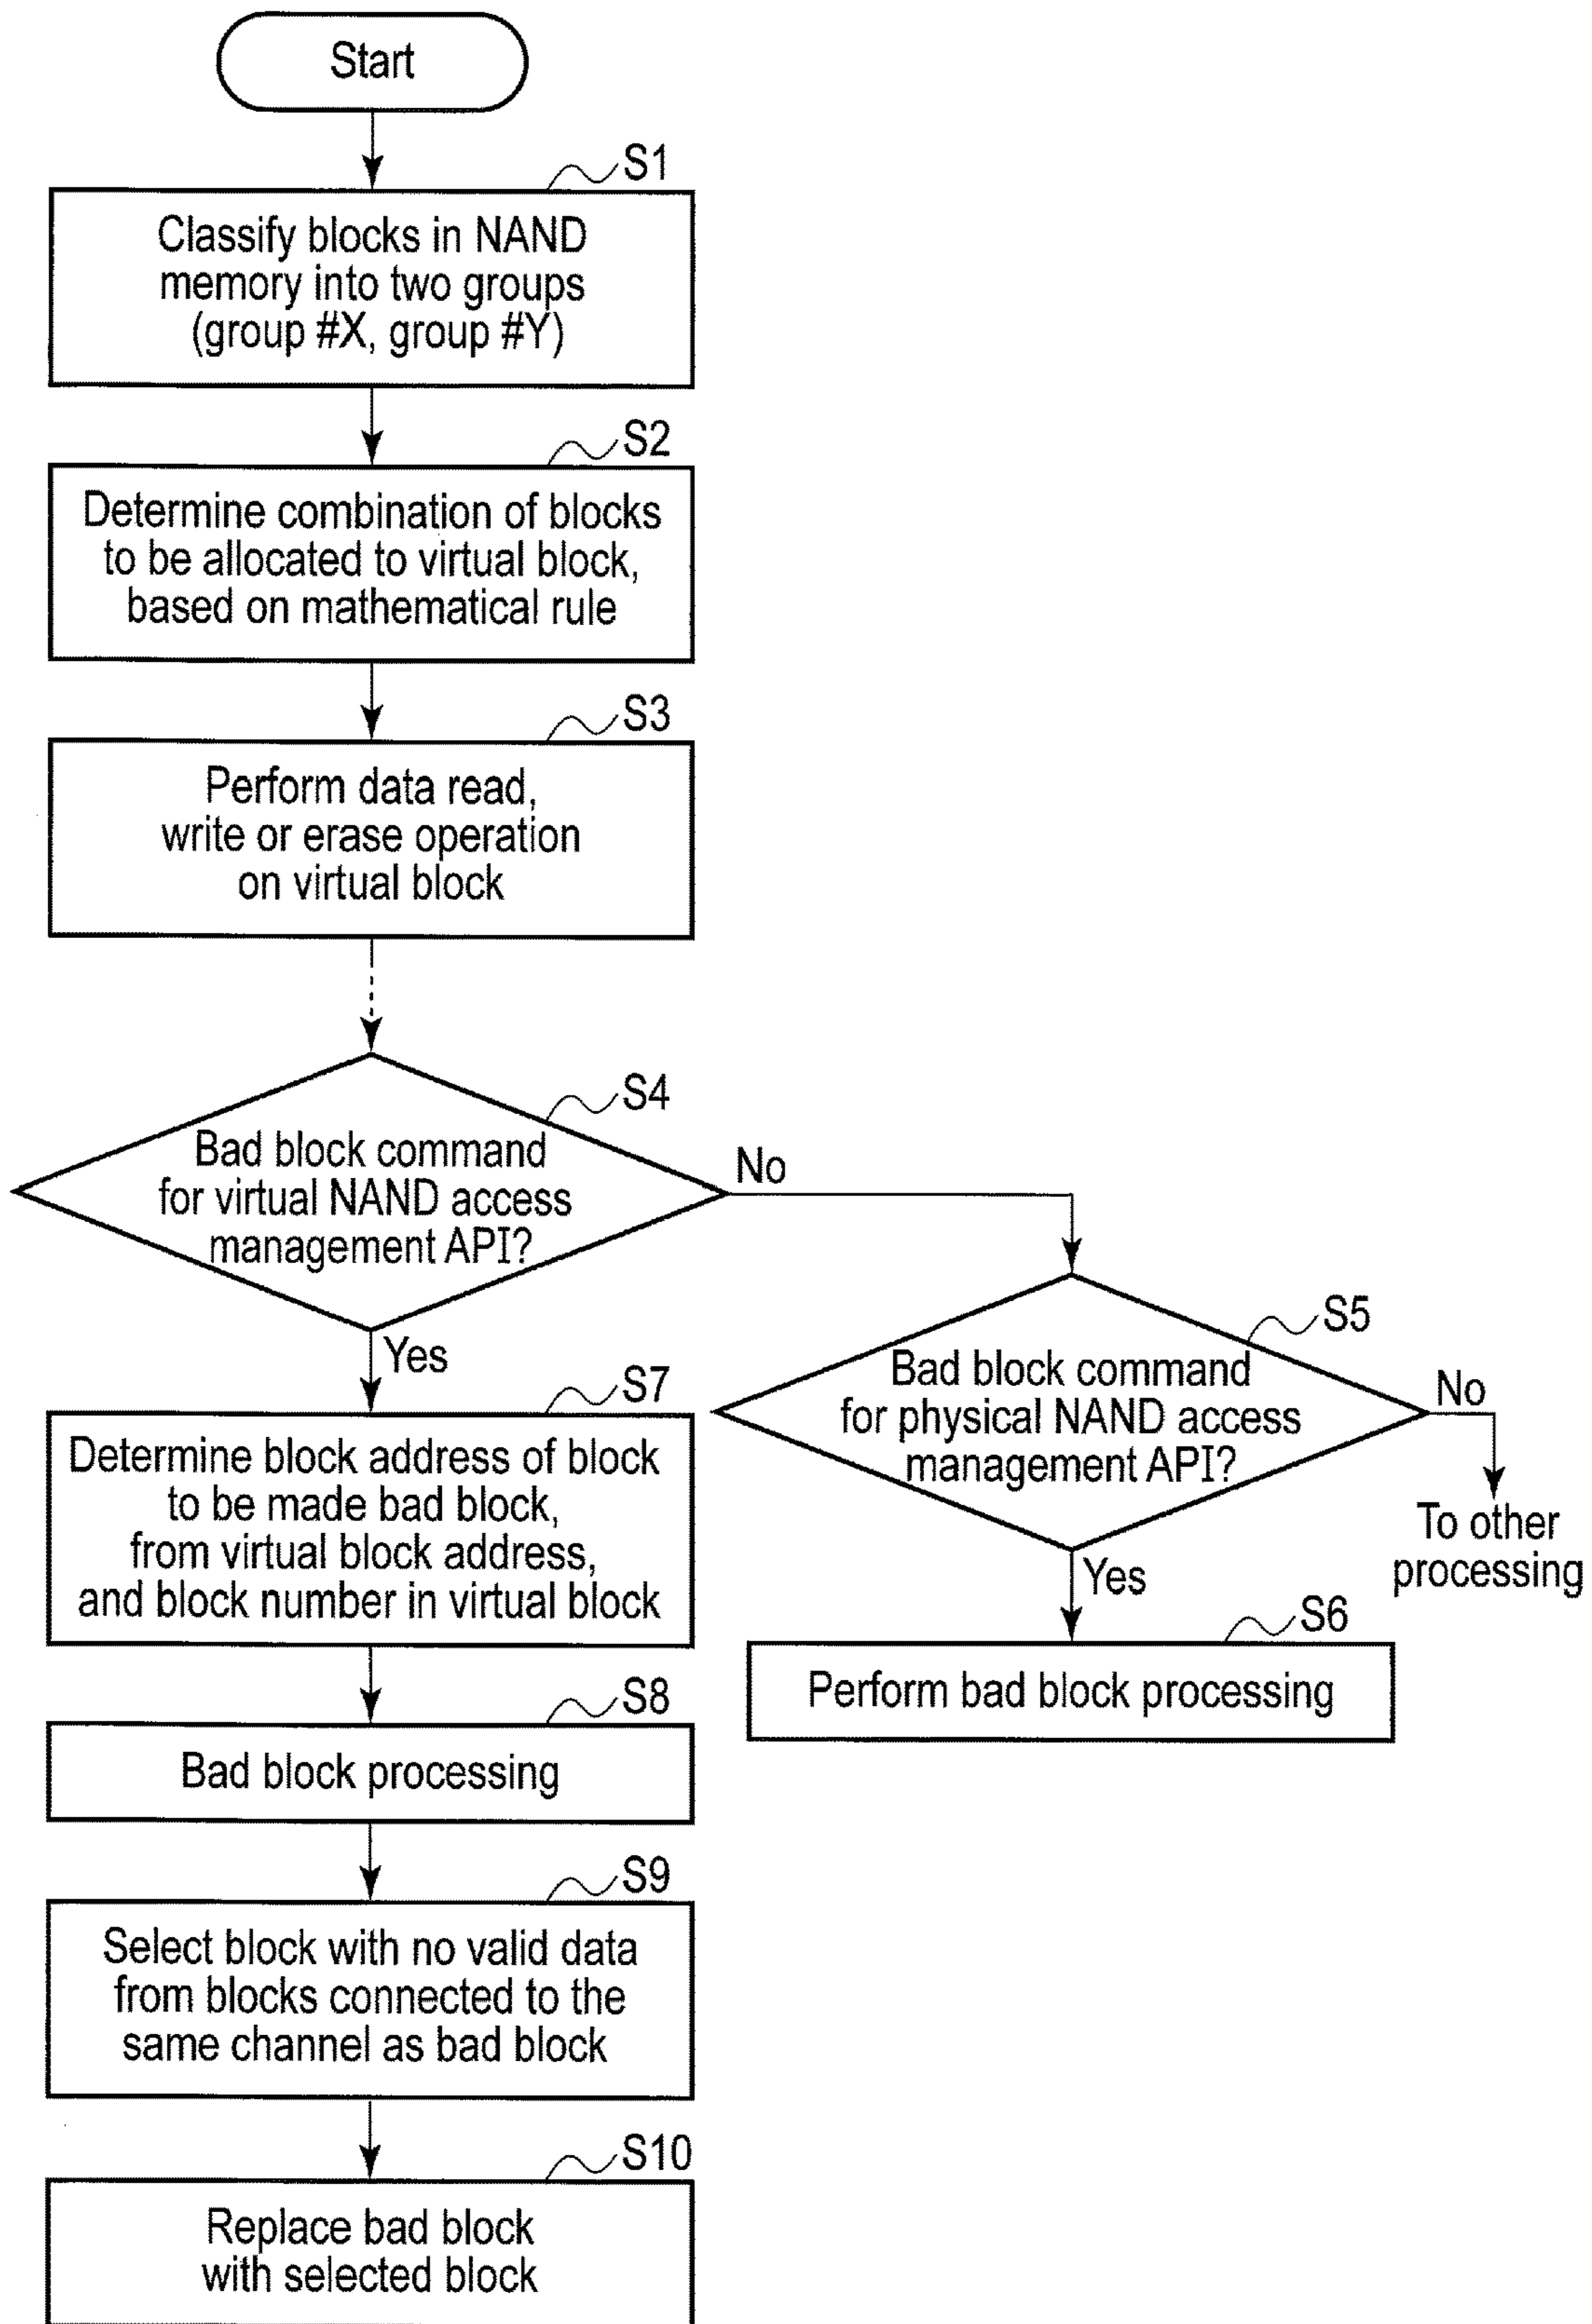 Start
S1
Classify blocks in NAND
memory into two groups
(group #X, group #Y)
S2
Determine combination of blocks
to be allocated to virtual block,
based on mathematical rule
S3
Perform data read,
write or erase operation
on virtual block
S4
Bad block command
for virtual NAND access
management API?
No
Yes
S5
Bad block command
for physical NAND access
management API?
No
To other
processing
Yes
S6
Perform bad block processing
S7
Determine block address of block
to be made bad block,
from virtual block address,
and block number in virtual block
S8
Bad block processing
S9
Select block with no valid data
from blocks connected to the
same channel as bad block
S10
Replace bad block
with selected block